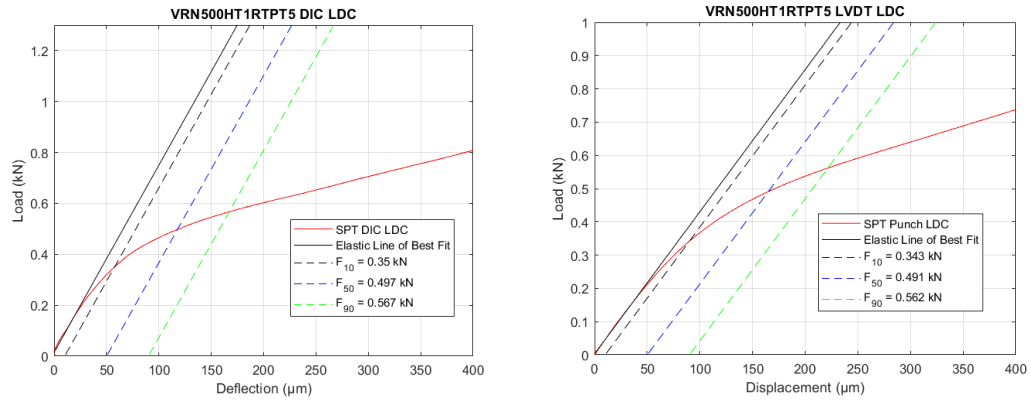 VRN500HT1RTPT5 DIC LDC
1.2
1
0.8
0.6
0.4
0.2
0
Load (kN)
0 50 100 150 200 250 300 350 400
Deflection (μm)
SPT DIC LDC
Elastic Line of Best Fit
F10 = 0.35 kN
F50 = 0.497 kN
F90 = 0.567 kN
VRN500HT1RTPT5 LVDT LDC
1
0.9
0.8
0.7
0.6
0.5
0.4
0.3
0.2
0.1
0
Load (kN)
0 50 100 150 200 250 300 350 400
Displacement (μm)
SPT Punch LDC
Elastic Line of Best Fit
F10 = 0.343 kN
F50 = 0.491 kN
F90 = 0.562 kN